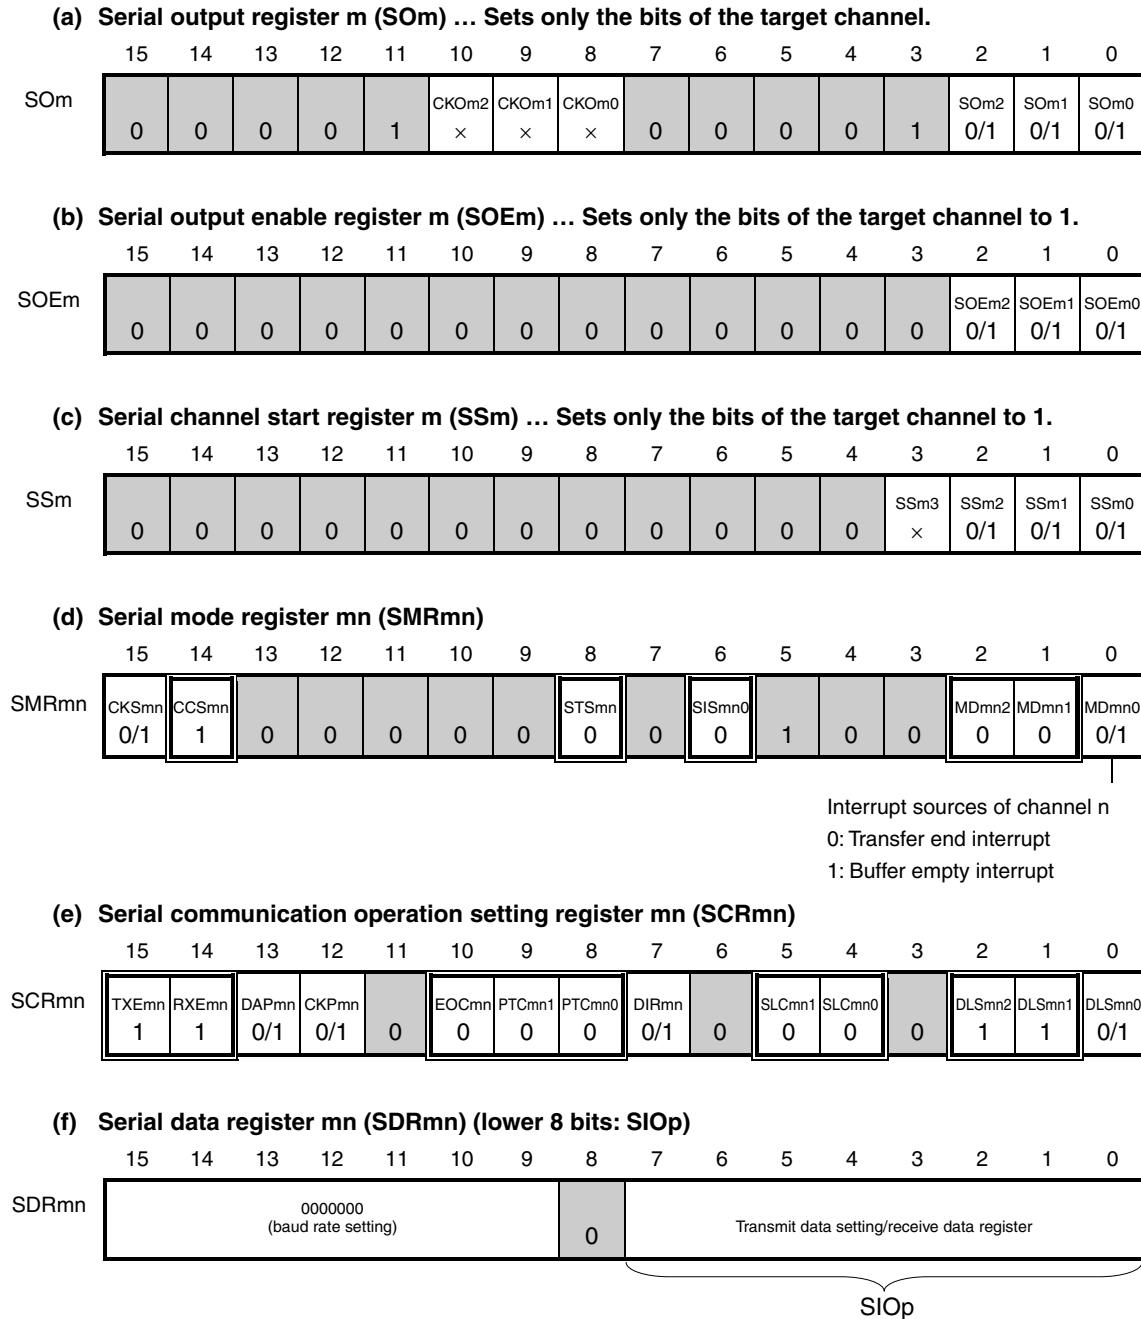 (a) Serial output register m (SOm) … Sets only the bits of the target channel.
15 14 13 12 11 10 9 8 7 6 5 4 3 2 1 0
SOm
CKOm2 CKOm1 CKOm0 SOm2 SOm1 SOm0
0 0 0 0 1 × × × 0 0 0 0 1 0/1 0/1 0/1
(b) Serial output enable register m (SOEm) … Sets only the bits of the target channel to 1.
15 14 13 12 11 10 9 8 7 6 5 4 3 2 1 0
SOEm
SOEm2 SOEm1 SOEm0
0 0 0 0 0 0 0 0 0 0 0 0 0 0/1 0/1 0/1
(c) Serial channel start register m (SSm) … Sets only the bits of the target channel to 1.
15 14 13 12 11 10 9 8 7 6 5 4 3 2 1 0
SSm
SSm3 SSm2 SSm1 SSm0
0 0 0 0 0 0 0 0 0 0 0 0 × 0/1 0/1 0/1
(d) Serial mode register mn (SMRmn)
15 14 13 12 11 10 9 8 7 6 5 4 3 2 1 0
SMRmn
CKSmn CCSmn STSmn SISmn0 MDmn2 MDmn1 MDmn0
0/1 1 0 0 0 0 0 0 0 0 1 0 0 0 0 0/1
Interrupt sources of channel n
0: Transfer end interrupt
1: Buffer empty interrupt
(e) Serial communication operation setting register mn (SCRmn)
15 14 13 12 11 10 9 8 7 6 5 4 3 2 1 0
SCRmn
TXEmn RXEmn DAPmn CKPmn EOCmn PTCmn1 PTCmn0 DIRmn SLCmn1 SLCmn0 DLSmn2 DLSmn1 DLSmn0
1 1 0/1 0/1 0 0 0 0 0/1 0 0 0 0 1 1 0/1
(f) Serial data register mn (SDRmn) (lower 8 bits: SIOp)
15 14 13 12 11 10 9 8 7 6 5 4 3 2 1 0
SDRmn
0000000
(baud rate setting)
0
Transmit data setting/receive data register
SIOp